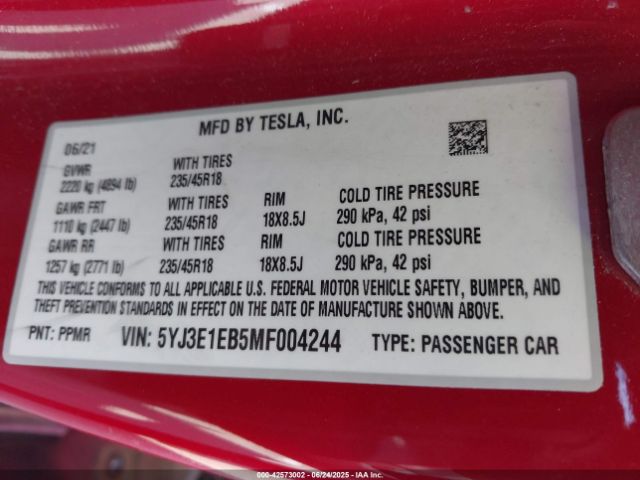 MFD BY TESLA, INC.
06/21
GVWR WITH TIRES
2220 kg (4894 lb) 235/45R18
GAWR FRT WITH TIRES RIM COLD TIRE PRESSURE
1110 kg (2447 lb) 235/45R18 18X8.5J 290 kPa, 42 psi
GAWR RR WITH TIRES RIM COLD TIRE PRESSURE
1257 kg (2771 lb) 235/45R18 18X8.5J 290 kPa, 42 psi
THIS VEHICLE CONFORMS TO ALL APPLICABLE U.S. FEDERAL MOTOR VEHICLE SAFETY, BUMPER, AND
THEFT PREVENTION STANDARDS IN EFFECT ON THE DATE OF MANUFACTURE SHOWN ABOVE.
PNT: PPMR VIN: 5YJ3E1EB5MF004244 TYPE: PASSENGER CAR
000-42573002 - 06/24/2025 - IAAI.COM